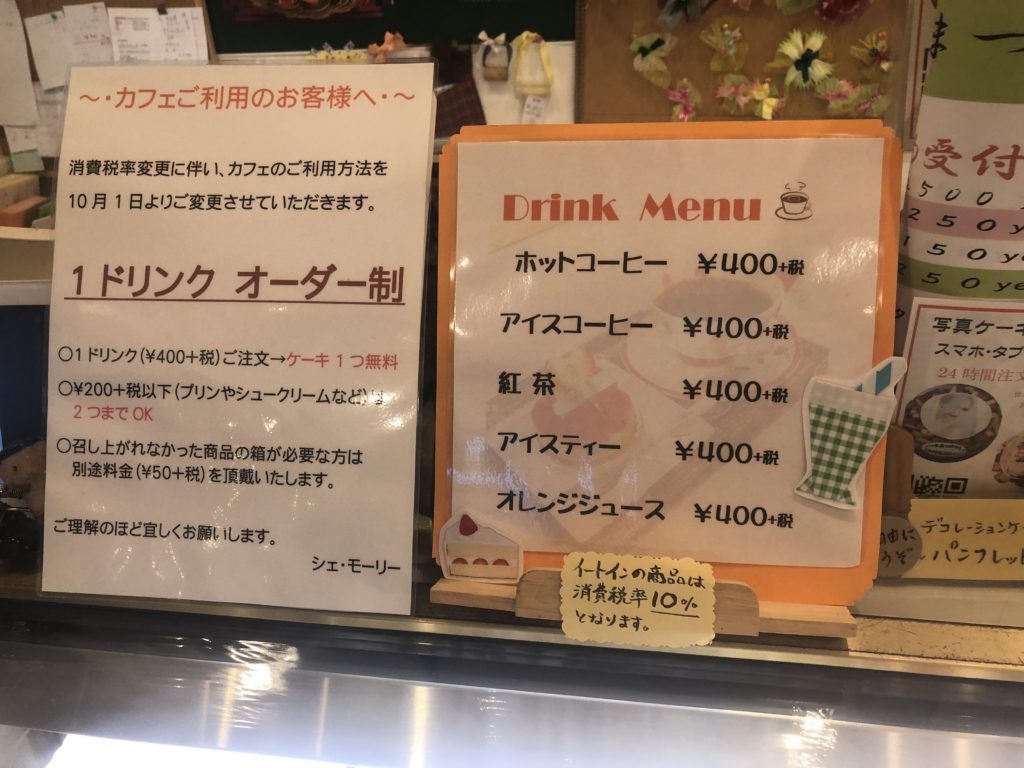 ～・カフェご利用のお客様へ・～
消費税率変更に伴い、カフェのご利用方法を
10月1日よりご変更させていただきます。
1ドリンク オーダー制
○1ドリンク(¥400+税)ご注文→ケーキ1つ無料
○¥200+税以下(プリンやシュークリームなど)は
2つまでOK
○召し上がれなかった商品の箱が必要な方は
別途料金(¥50+税)を頂戴いたします。
ご理解のほど宜しくお願いします。
シェ・モーリー
Drink Menu
ホットコーヒー ¥400+税
アイスコーヒー ¥400+税
紅茶 ¥400+税
アイスティー ¥400+税
オレンジジュース ¥400+税
イートインの商品は
消費税率10%
となります。
受付
500
250ye
150ye
250ye
写真ケーキ
スマホ・タブ
24時間注文
デコレーションケ
パンフレッ